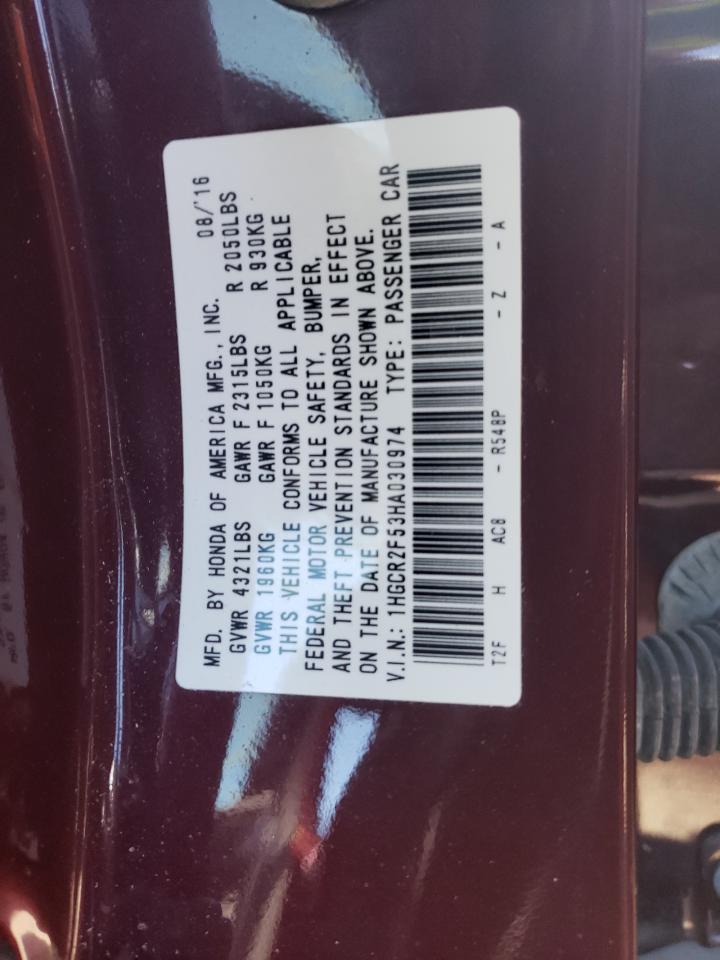 MFD. BY HONDA OF AMERICA MFG., INC. 08/'16
GVWR 4321LBS GAWR F 2315LBS R 2050LBS
GVWR 1960KG GAWR F 1050KG R 930KG
THIS VEHICLE CONFORMS TO ALL APPLICABLE
FEDERAL MOTOR VEHICLE SAFETY, BUMPER,
AND THEFT PREVENTION STANDARDS IN EFFECT
ON THE DATE OF MANUFACTURE SHOWN ABOVE.
V.I.N.: 1HGCR2F53HA030974 TYPE: PASSENGER CAR
T2F H AC8 - R548P - Z - A